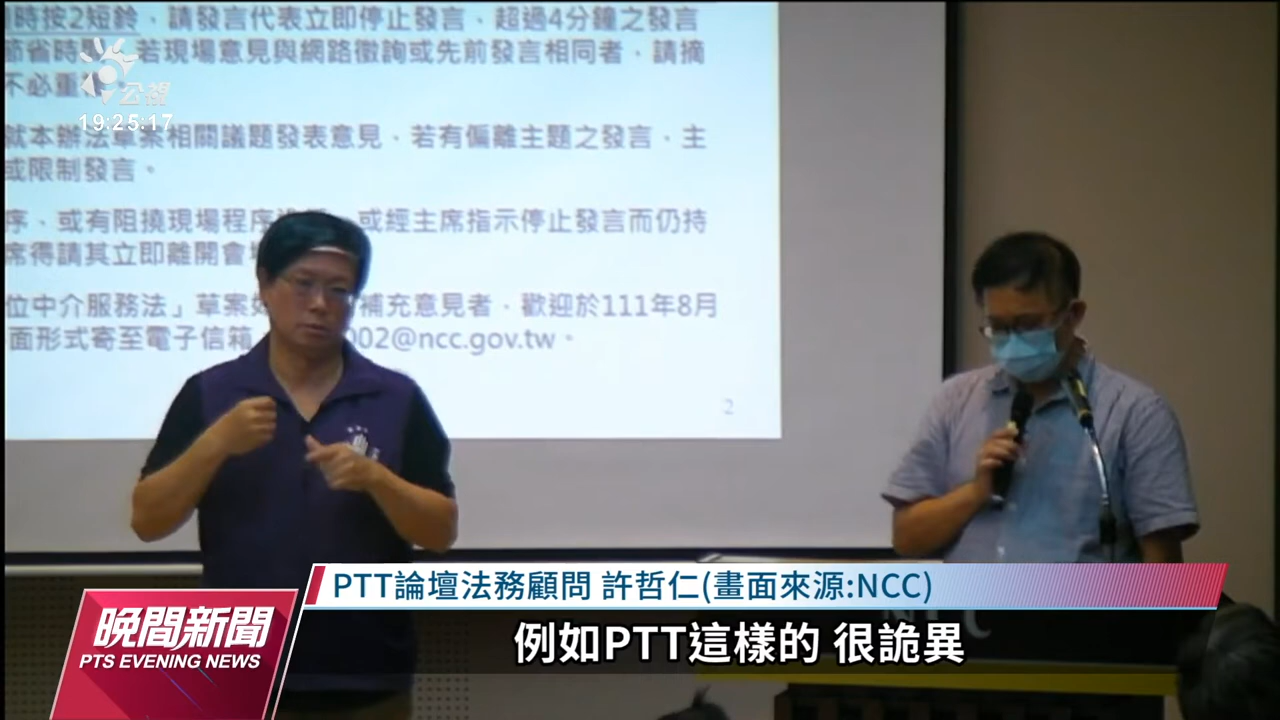 時按2短鈴，請發言代表立即停止發言、超過4分鐘之發言
節省時間，若現場意見與網路徵詢或先前發言相同者，請摘
不必重
公視
19:25:17
就本辦法草案相關議題發表意見，若有偏離主題之發言，主
或限制發言。
序、或有阻撓現場程序 或經主席指示停止發言而仍持
席得請其立即離開會
位中介服務法」草案 補充意見者，歡迎於111年8月
面形式寄至電子信箱 002@ncc.gov.tw。
2
PTT論壇法務顧問 許哲仁(畫面來源:NCC)
晚間新聞
PTS EVENING NEWS
例如PTT這樣的 很詭異